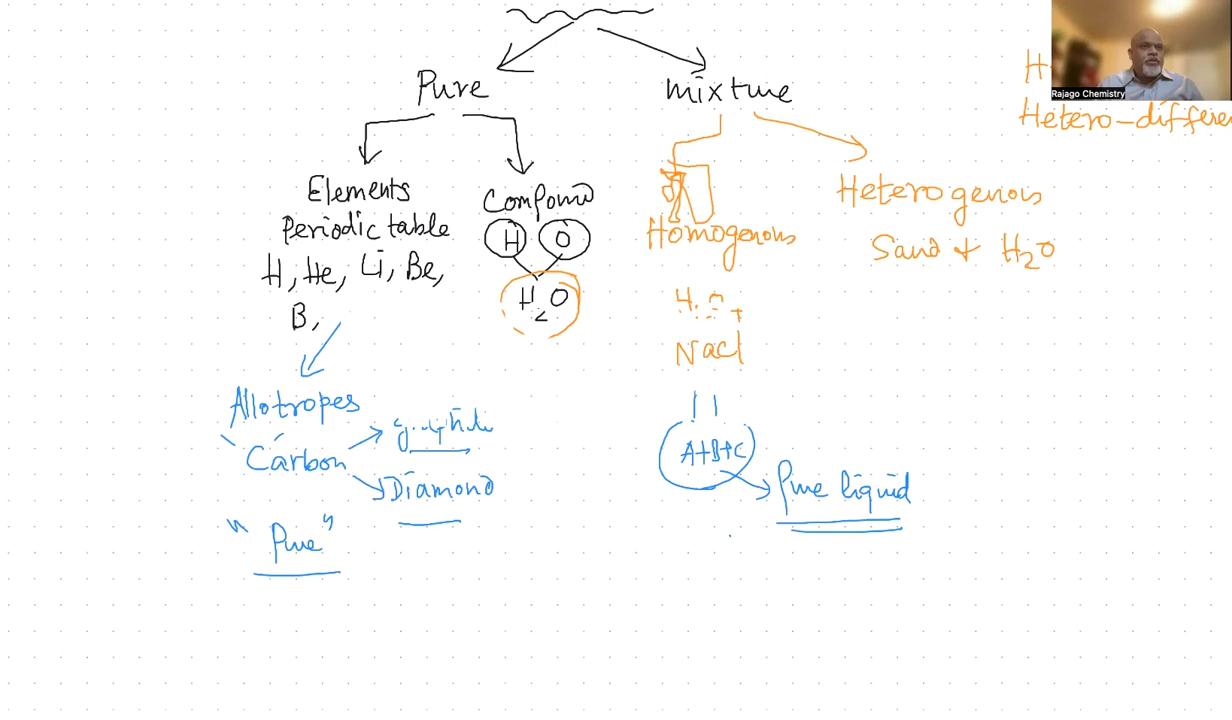 Pure
mixture
Rajago Chemistry
H
Hetero-differe
Elements
Periodic table
H, He, Li, Be,
B,
Compound
H O
H2O
Homogenous
Heterogenous
Sand + H2O
+
Nacl
Allotropes
Carbon
Diamond
"Pure"
A+B+C
Pure liquid